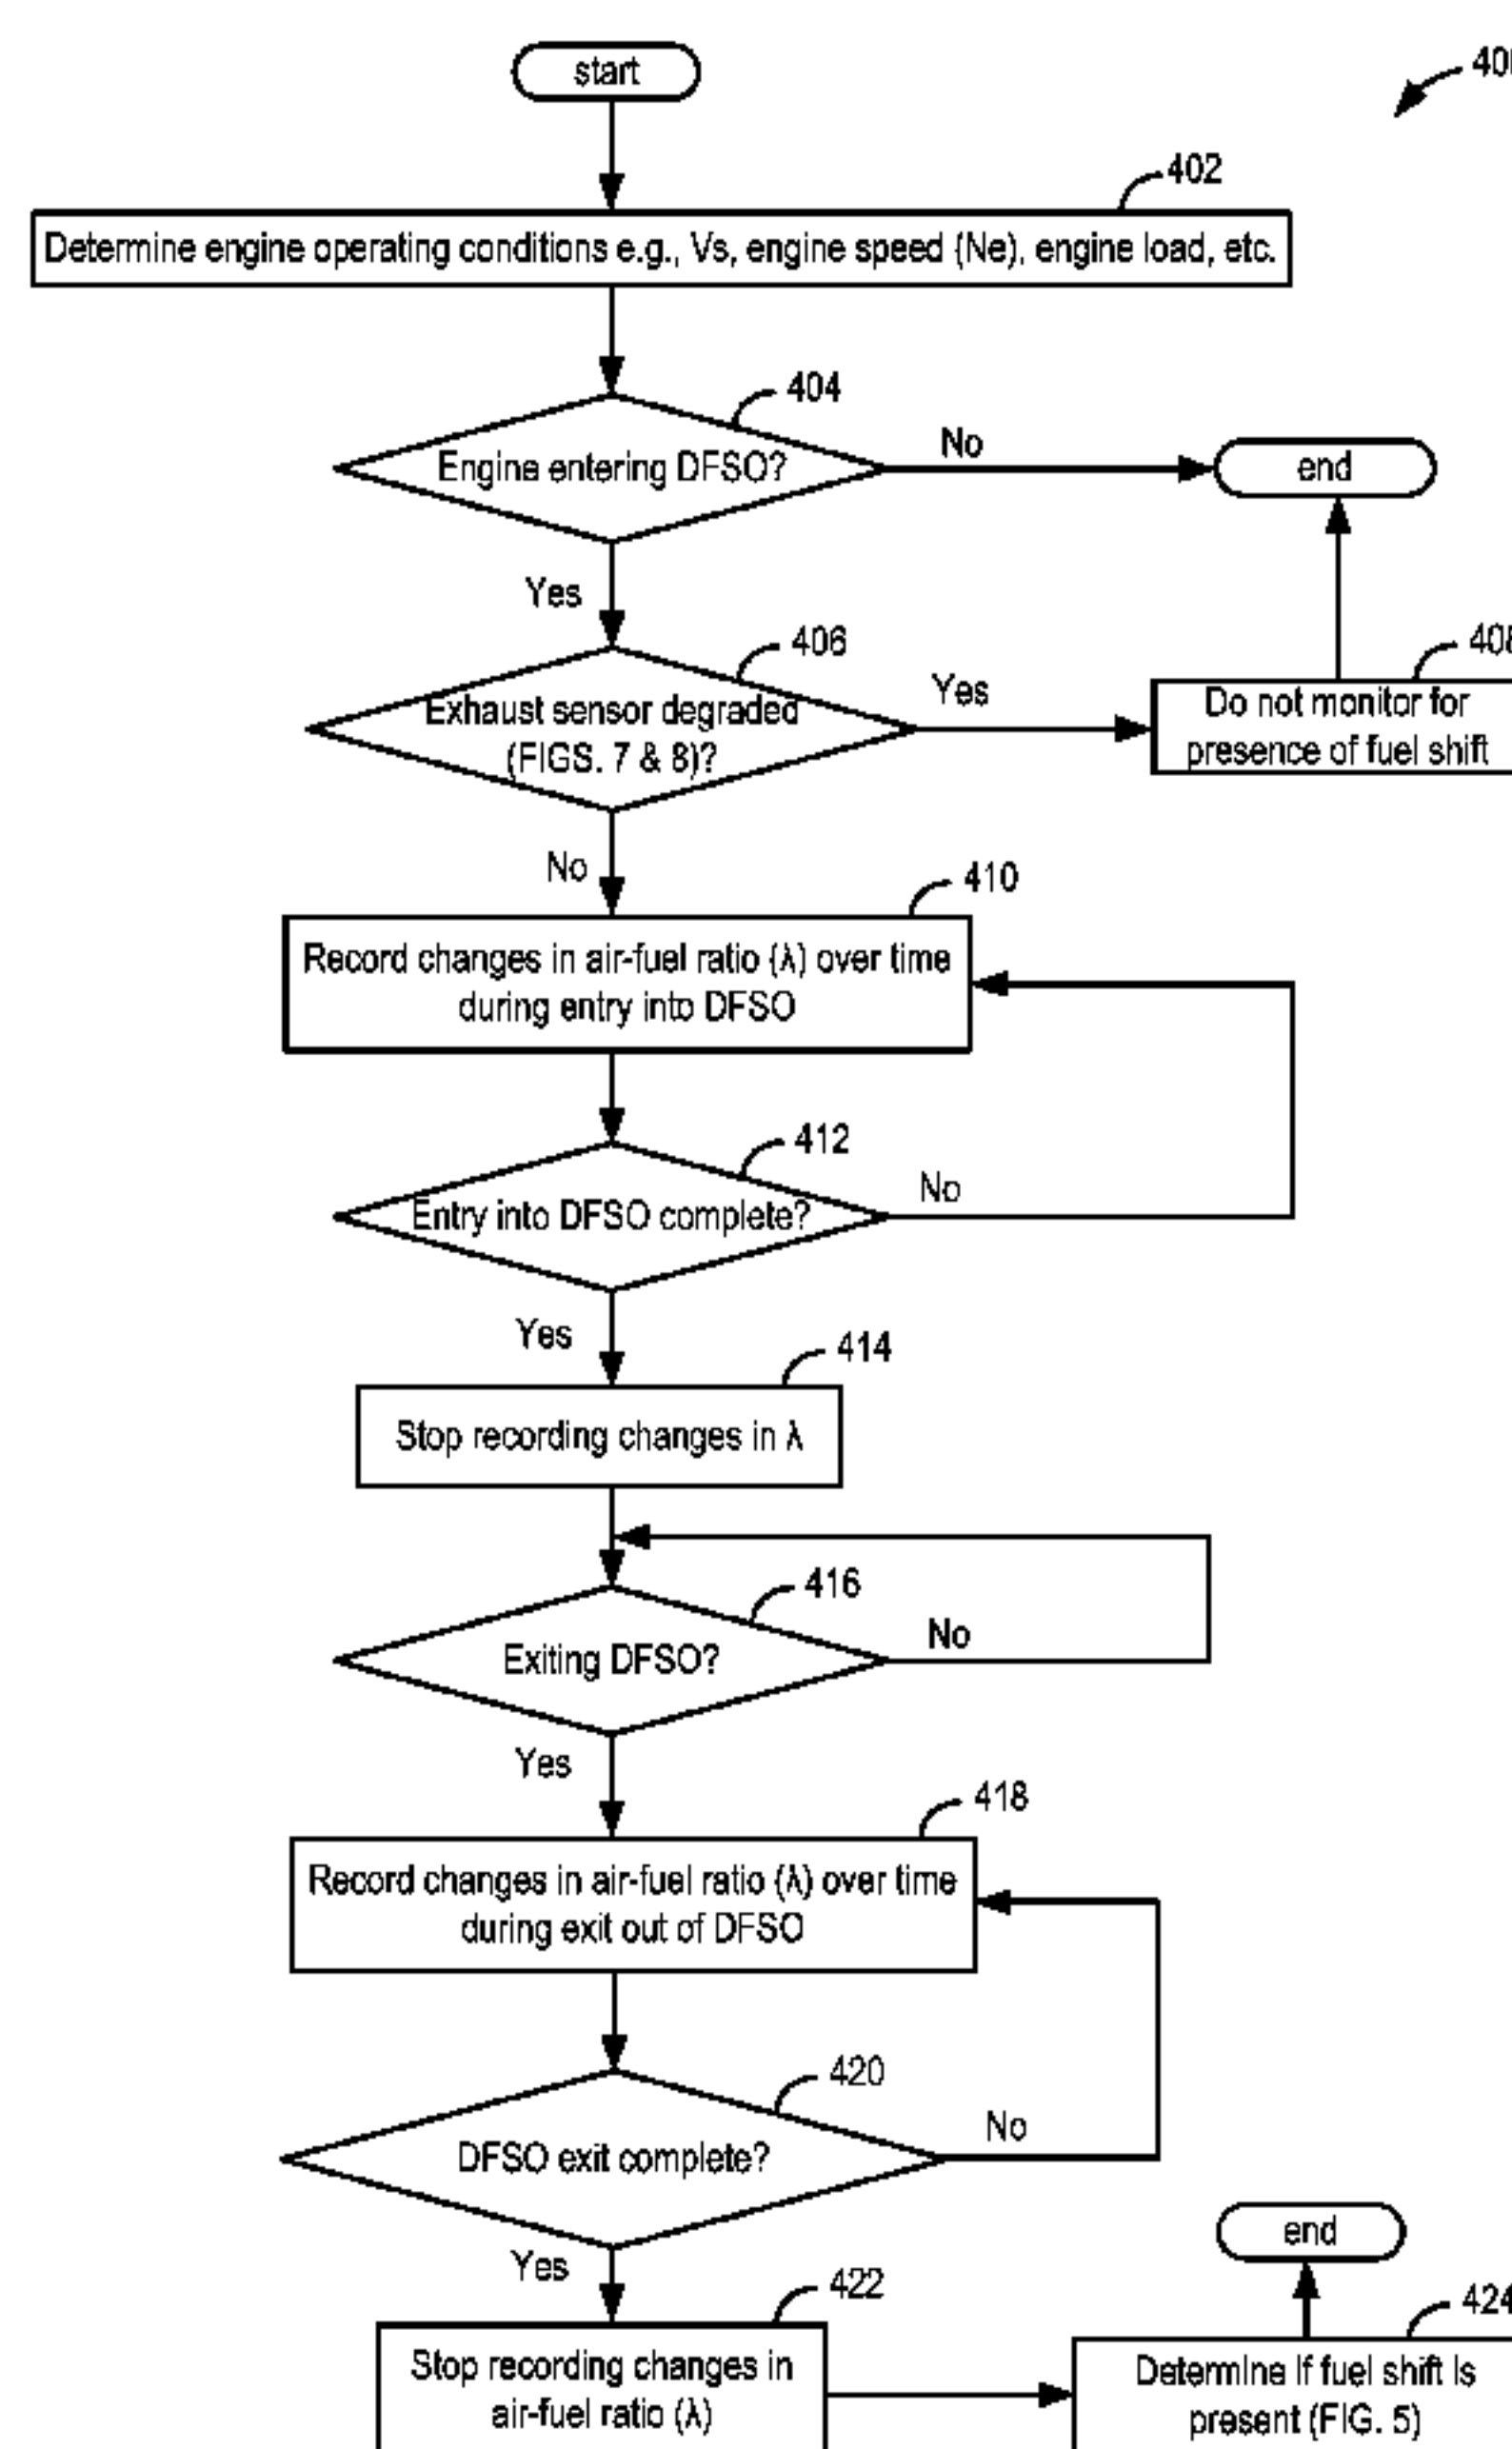 start
40
402
Determine engine operating conditions e.g., Vs, engine speed (Ne), engine load, etc.
404
Engine entering DFSO?
No
end
Yes
406
Exhaust sensor degraded
(FIGS. 7 & 8)?
Yes
408
Do not monitor for
presence of fuel shift
No
410
Record changes in air-fuel ratio (λ) over time
during entry into DFSO
412
Entry into DFSO complete?
No
Yes
414
Stop recording changes in λ
416
Exiting DFSO?
No
Yes
418
Record changes in air-fuel ratio (λ) over time
during exit out of DFSO
420
DFSO exit complete?
No
Yes
end
422
Stop recording changes in
air-fuel ratio (λ)
424
Determine if fuel shift is
present (FIG. 5)